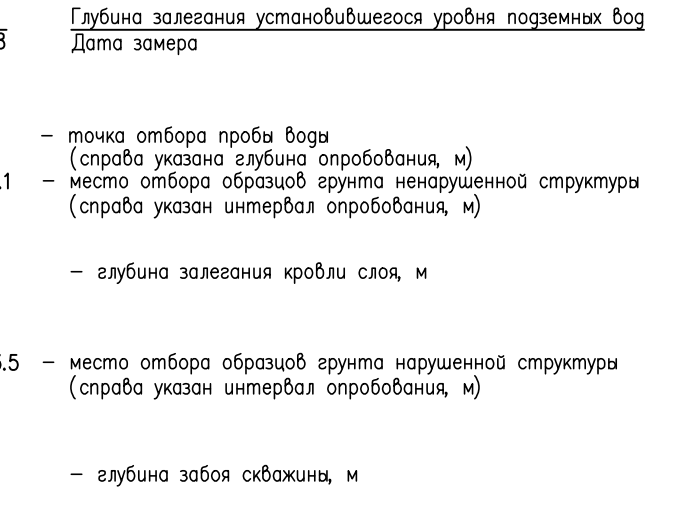 Глубина залегания установившегося уровня подземных вод
Дата замера
– точка отбора пробы воды
(справа указана глубина опробования, м)
.1 – место отбора образцов грунта ненарушенной структуры
(справа указан интервал опробования, м)
– глубина залегания кровли слоя, м
.5 – место отбора образцов грунта нарушенной структуры
(справа указан интервал опробования, м)
– глубина забоя скважины, м